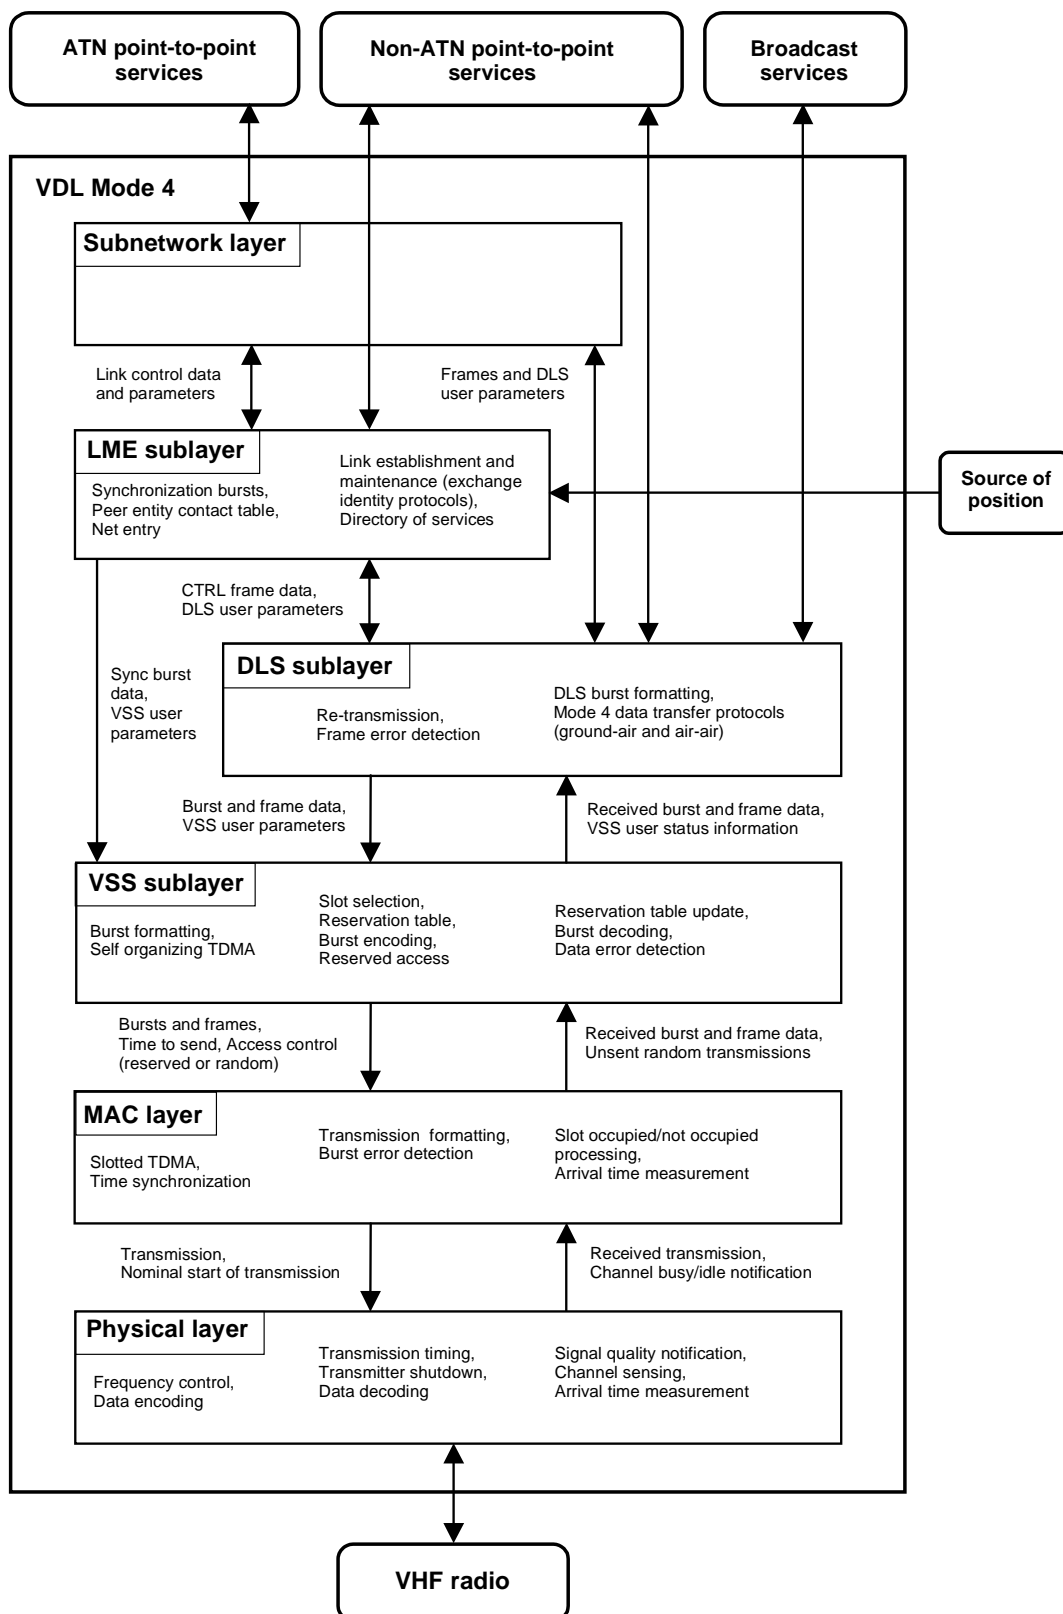 ATN point-to-point
services
Non-ATN point-to-point
services
Broadcast
services
VDL Mode 4
Subnetwork layer
Link control data
and parameters
Frames and DLS
user parameters
LME sublayer
Synchronization bursts,
Peer entity contact table,
Net entry
Link establishment and
maintenance (exchange
identity protocols),
Directory of services
Source of
position
CTRL frame data,
DLS user parameters
Sync burst
data,
VSS user
parameters
DLS sublayer
Re-transmission,
Frame error detection
DLS burst formatting,
Mode 4 data transfer protocols
(ground-air and air-air)
Burst and frame data,
VSS user parameters
Received burst and frame data,
VSS user status information
VSS sublayer
Burst formatting,
Self organizing TDMA
Slot selection,
Reservation table,
Burst encoding,
Reserved access
Reservation table update,
Burst decoding,
Data error detection
Bursts and frames,
Time to send, Access control
(reserved or random)
Received burst and frame data,
Unsent random transmissions
MAC layer
Slotted TDMA,
Time synchronization
Transmission formatting,
Burst error detection
Slot occupied/not occupied
processing,
Arrival time measurement
Transmission,
Nominal start of transmission
Received transmission,
Channel busy/idle notification
Physical layer
Frequency control,
Data encoding
Transmission timing,
Transmitter shutdown,
Data decoding
Signal quality notification,
Channel sensing,
Arrival time measurement
VHF radio